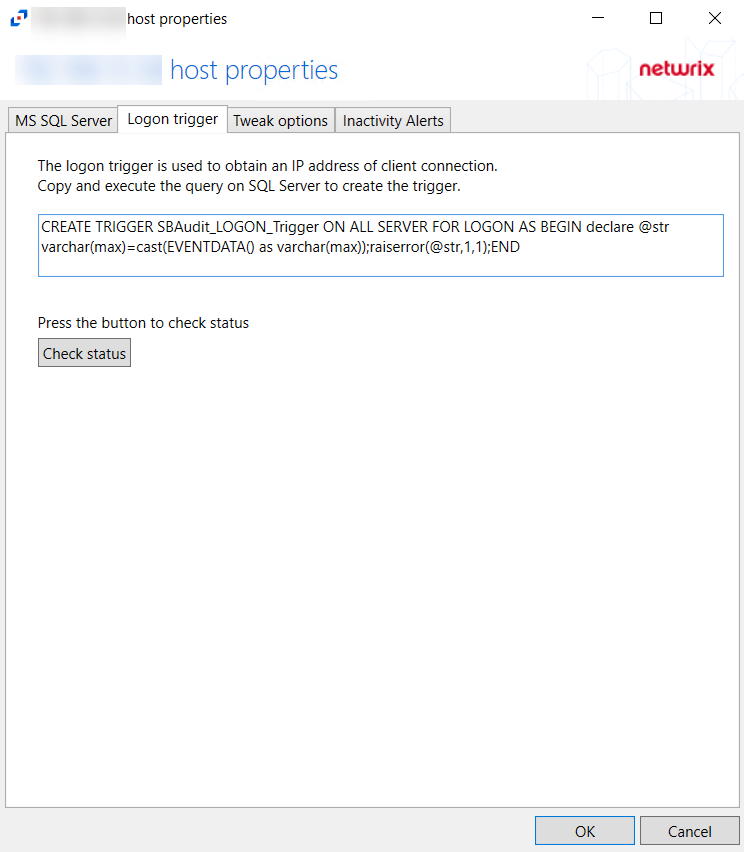 host properties
host properties
netwrix
MS SQL Server
Logon trigger
Tweak options
Inactivity Alerts
The logon trigger is used to obtain an IP address of client connection.
Copy and execute the query on SQL Server to create the trigger.
CREATE TRIGGER SBAudit_LOGON_Trigger ON ALL SERVER FOR LOGON AS BEGIN declare @str
varchar(max)=cast(EVENTDATA() as varchar(max));raiserror(@str,1,1);END
Press the button to check status
Check status
OK
Cancel